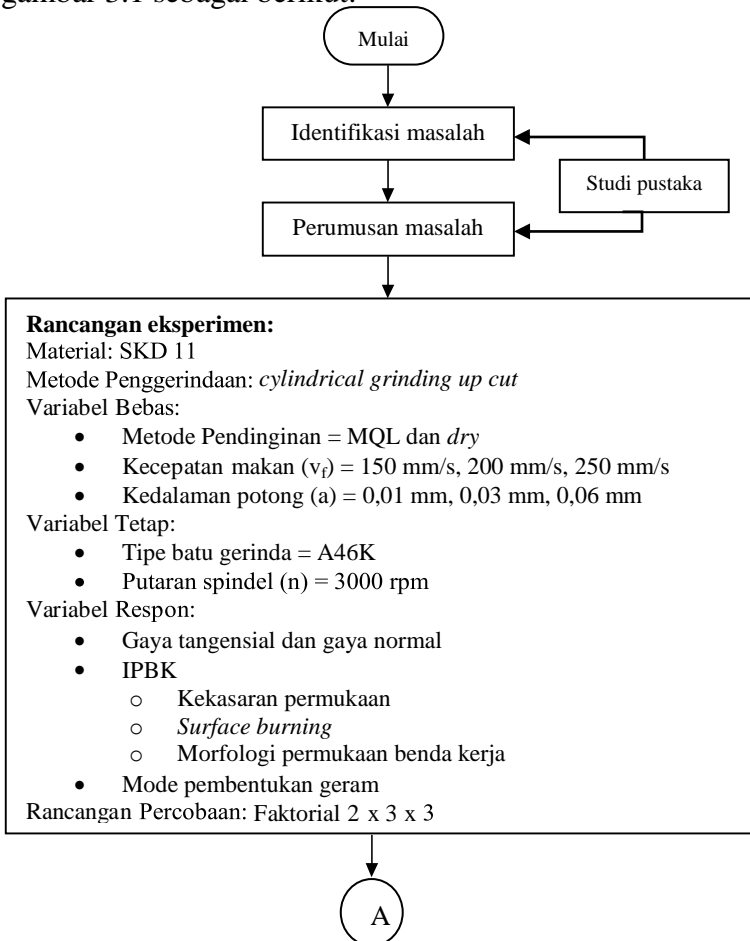 gambar 3.1 sebagai berikut:
Mulai
Identifikasi masalah
Studi pustaka
Perumusan masalah
Rancangan eksperimen:
Material: SKD 11
Metode Penggerindaan: cylindrical grinding up cut
Variabel Bebas:
• Metode Pendinginan = MQL dan dry
• Kecepatan makan (vf) = 150 mm/s, 200 mm/s, 250 mm/s
• Kedalaman potong (a) = 0,01 mm, 0,03 mm, 0,06 mm
Variabel Tetap:
• Tipe batu gerinda = A46K
• Putaran spindel (n) = 3000 rpm
Variabel Respon:
• Gaya tangensial dan gaya normal
• IPBK
o Kekasaran permukaan
o Surface burning
o Morfologi permukaan benda kerja
• Mode pembentukan geram
Rancangan Percobaan: Faktorial 2 x 3 x 3
A